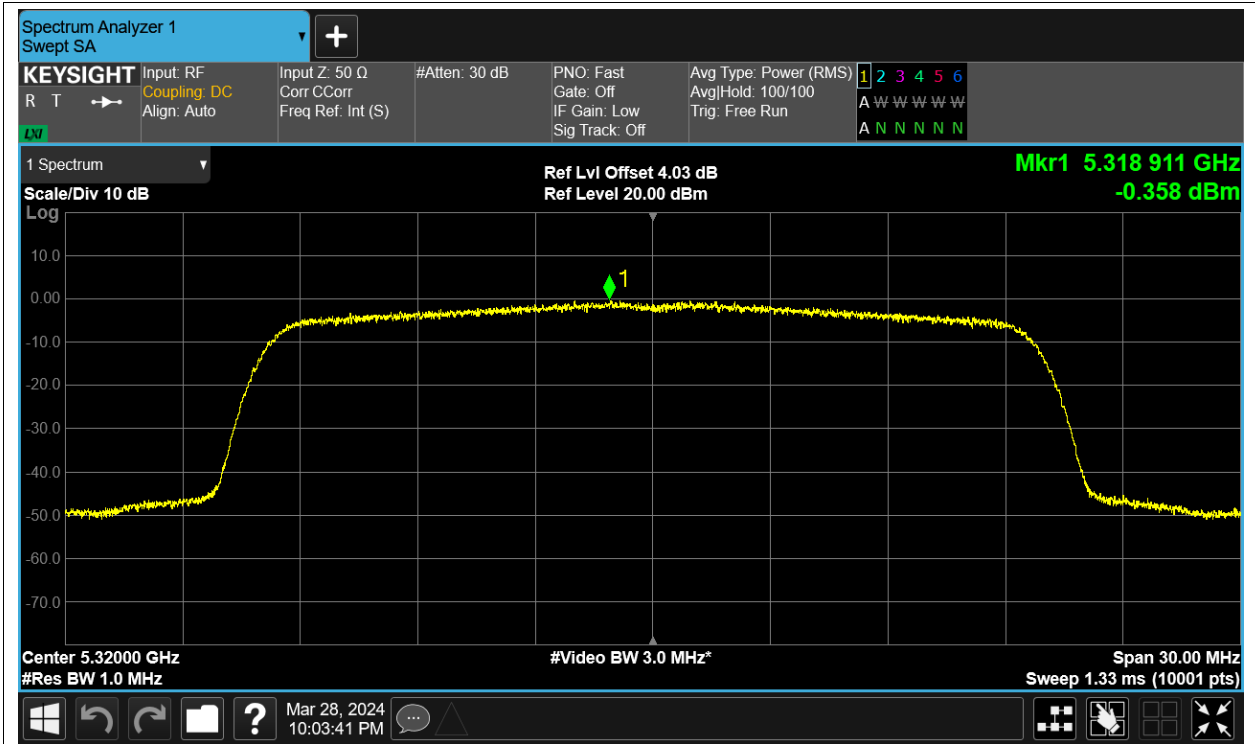 Spectrum Analyzer 1
Swept SA
KEYSIGHT
R T
LXI
Input: RF
Coupling: DC
Align: Auto
Input Z: 50 Ω
Corr CCorr
Freq Ref: Int (S)
#Atten: 30 dB
PNO: Fast
Gate: Off
IF Gain: Low
Sig Track: Off
Avg Type: Power (RMS)
Avg|Hold: 100/100
Trig: Free Run
1 2 3 4 5 6
A W W W W W
A N N N N N
1 Spectrum
Scale/Div 10 dB
Ref Lvl Offset 4.03 dB
Ref Level 20.00 dBm
Mkr1 5.318 911 GHz
-0.358 dBm
Log
10.0
0.00
-10.0
-20.0
-30.0
-40.0
-50.0
-60.0
-70.0
1
Center 5.32000 GHz
#Res BW 1.0 MHz
#Video BW 3.0 MHz*
Span 30.00 MHz
Sweep 1.33 ms (10001 pts)
Mar 28, 2024
10:03:41 PM